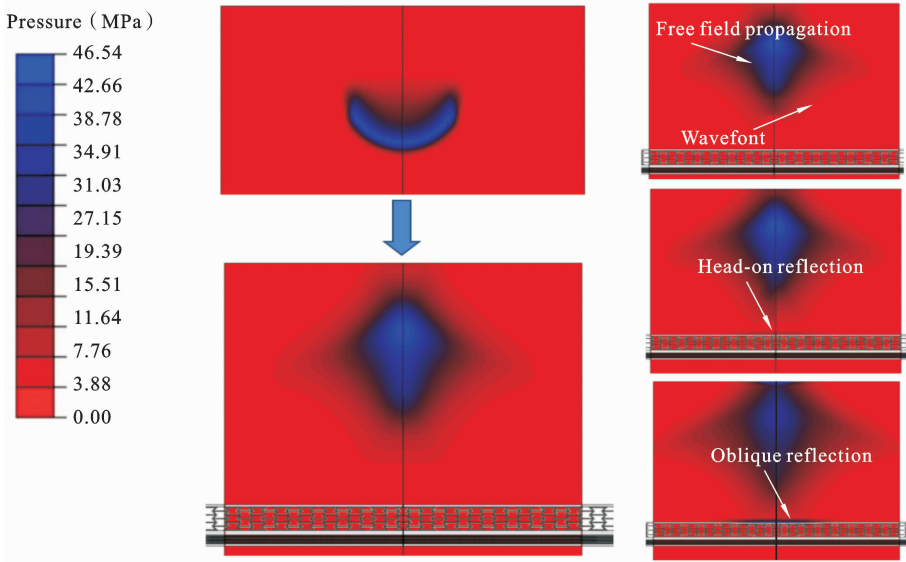 Pressure（MPa）
46.54
42.66
38.78
34.91
31.03
27.15
19.39
15.51
11.64
7.76
3.88
0.00
Free field propagation
Wavefont
Head-on reflection
Oblique reflection